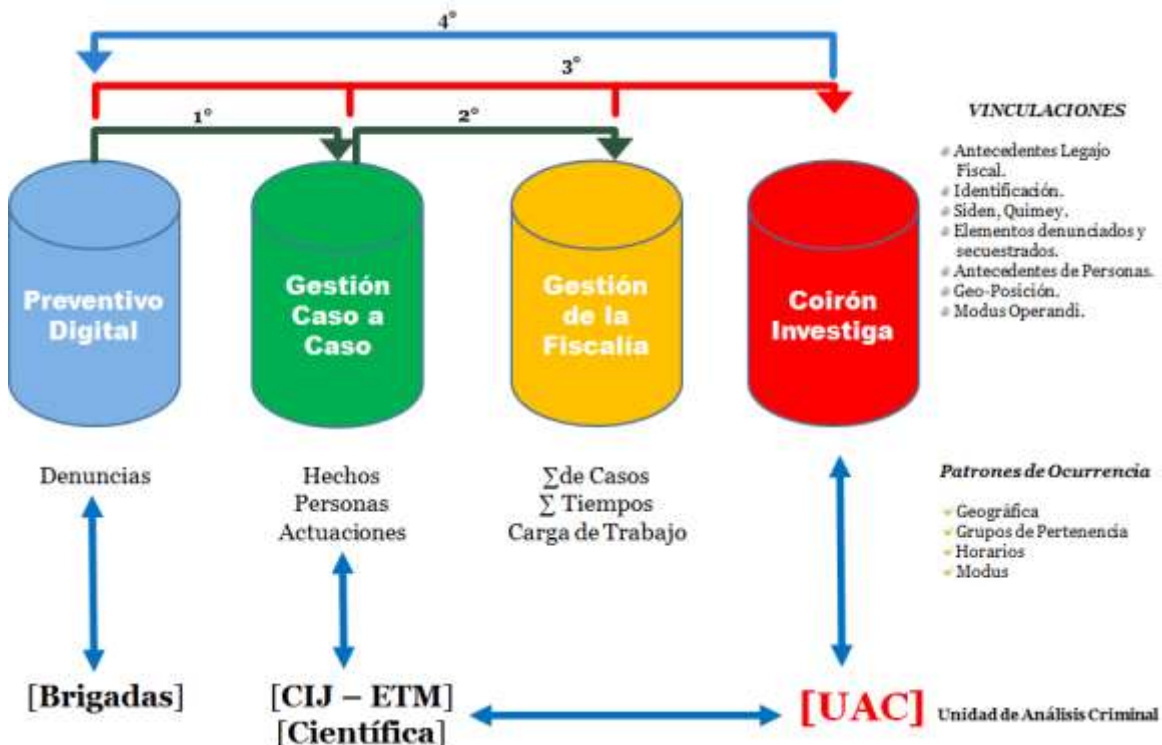 4°
3°
1°
2°
Preventivo
Digital
Gestión
Caso a
Caso
Gestión
de la
Fiscalía
Coirón
Investiga
VINCULACIONES
Antecedentes Legajo
Fiscal.
Identificación.
Siden, Quimey.
Elementos denunciados y
secuestrados.
Antecedentes de Personas.
Geo-Posición.
Modus Operandi.
Denuncias
Hechos
Personas
Actuaciones
∑de Casos
∑ Tiempos
Carga de Trabajo
Patrones de Ocurrencia
Geográfica
Grupos de Pertenencia
Horarios
Modus
[Brigadas]
[CIJ – ETM]
[Científica]
[UAC]
Unidad de Análisis Criminal